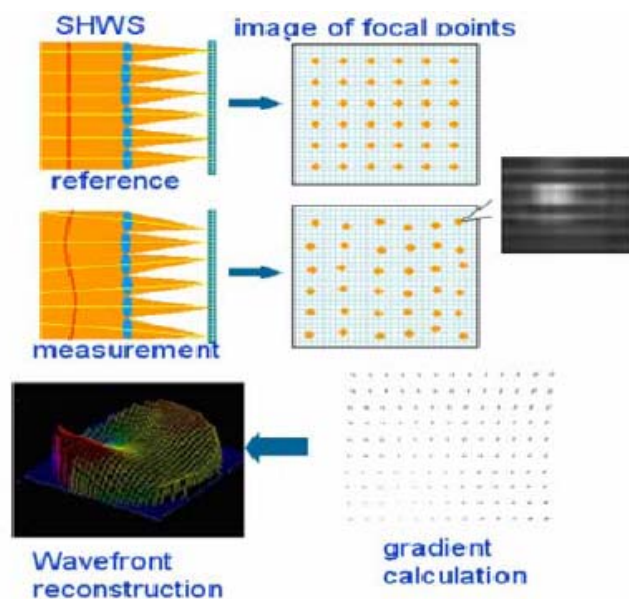 SHWS
image of focal points
reference
measurement
Wavefront
reconstruction
gradient
calculation